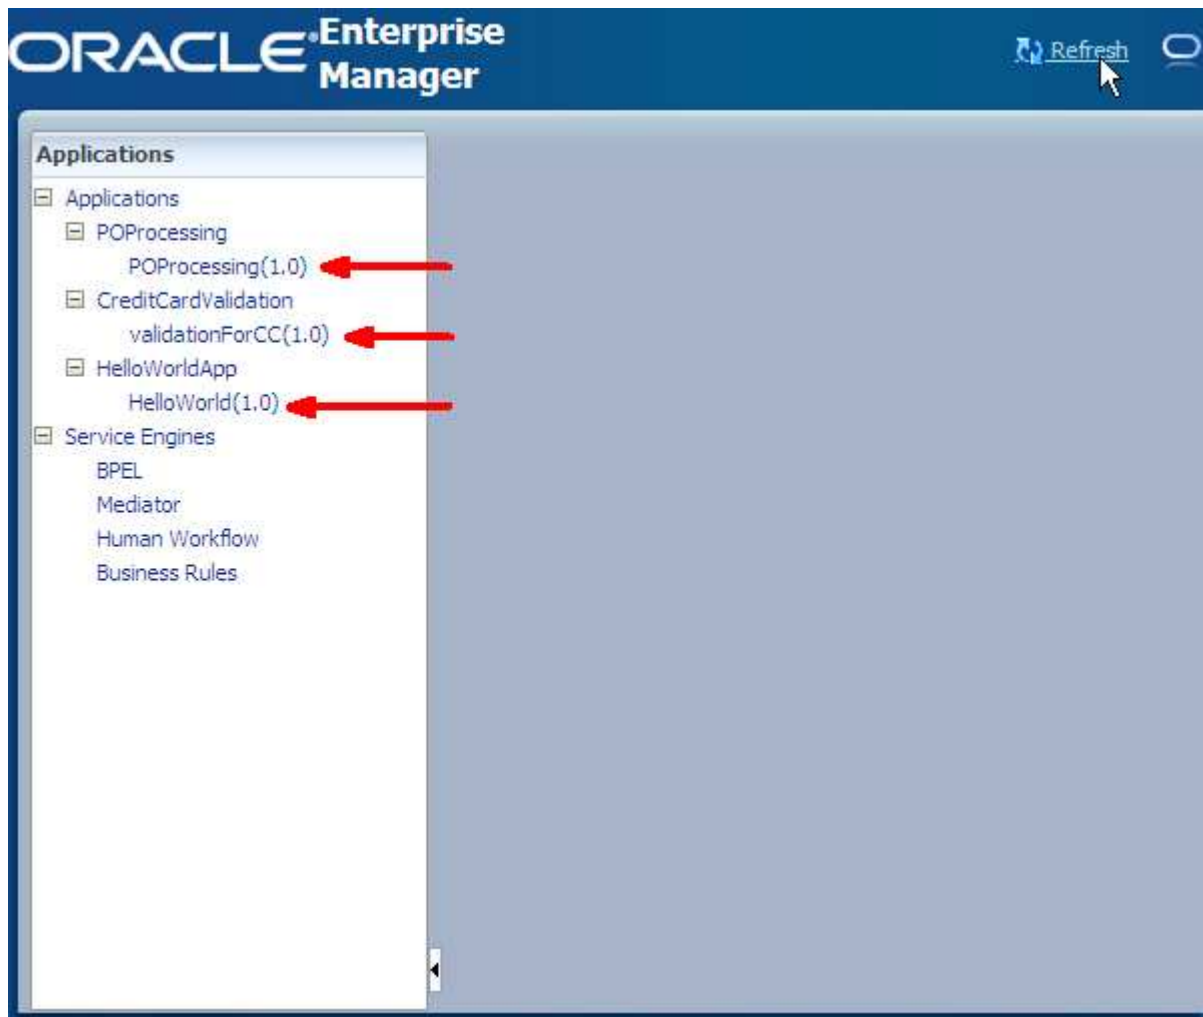 ORACLE Enterprise
Manager
Refresh
Applications
Applications
POProcessing
POProcessing(1.0)
CreditCardValidation
validationForCC(1.0)
HelloWorldApp
HelloWorld(1.0)
Service Engines
BPEL
Mediator
Human Workflow
Business Rules